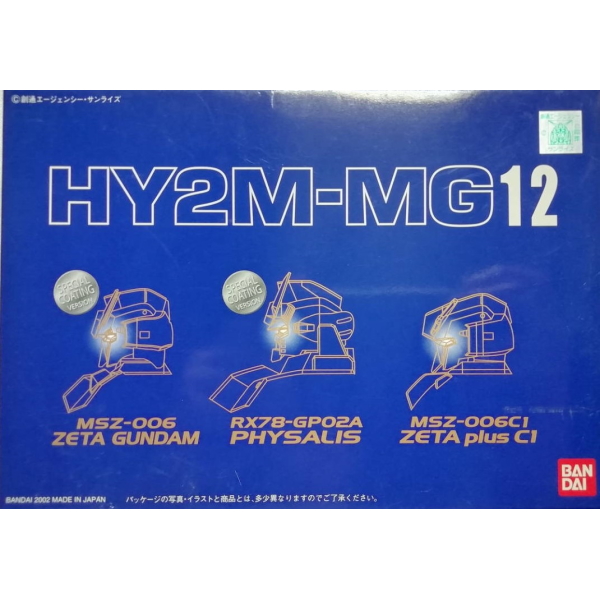 ©創通エージェンシー・サンライズ
HY2M-MG12
SPECIAL
COATING
VERSION
SPECIAL
COATING
VERSION
MSZ-006
ZETA GUNDAM
RX78-GP02A
PHYSALIS
MSZ-006C1
ZETA plus C1
BAN
DAI
BANDAI 2002 MADE IN JAPAN
パッケージの写真・イラストと商品とは、多少異なりますのでご了承ください。